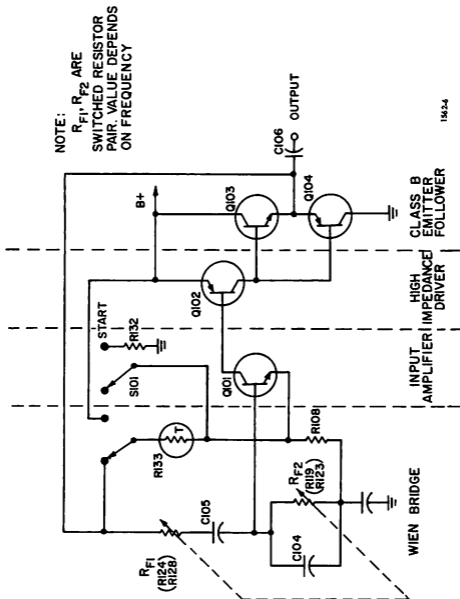 NOTE:
RF1, RF2 ARE
SWITCHED RESISTOR
PAIR. VALUE DEPENDS
ON FREQUENCY
START
S101
R132
B+
Q103
C106
OUTPUT
Q104
Q102
Q101
R133
T
R108
RF1
(R124)
(R128)
C105
C104
RF2
(R119)
(R123)
WIEN BRIDGE
INPUT
AMPLIFIER
HIGH
IMPEDANCE
DRIVER
CLASS B
EMITTER
FOLLOWER
1562-6